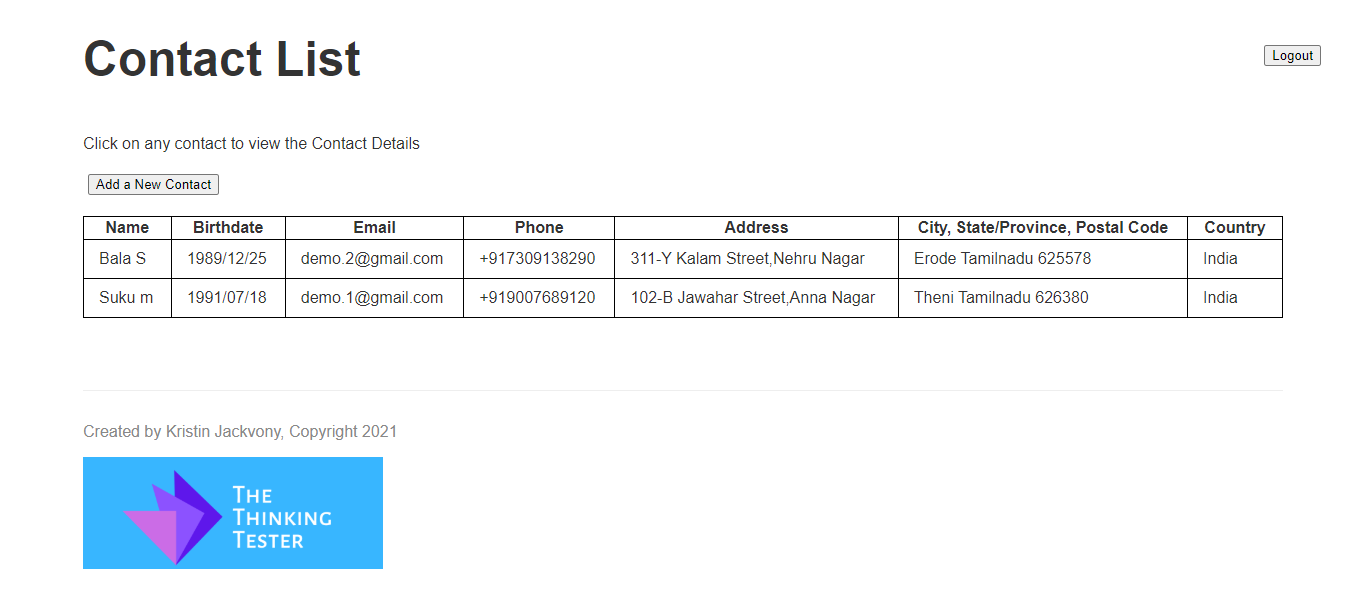 Contact List
Logout
Click on any contact to view the Contact Details
Add a New Contact
Name Birthdate Email Phone Address City, State/Province, Postal Code Country
Bala S 1989/12/25 demo.2@gmail.com +917309138290 311-Y Kalam Street,Nehru Nagar Erode Tamilnadu 625578 India
Suku m 1991/07/18 demo.1@gmail.com +919007689120 102-B Jawahar Street,Anna Nagar Theni Tamilnadu 626380 India
Created by Kristin Jackvony, Copyright 2021
THE
THINKING
TESTER